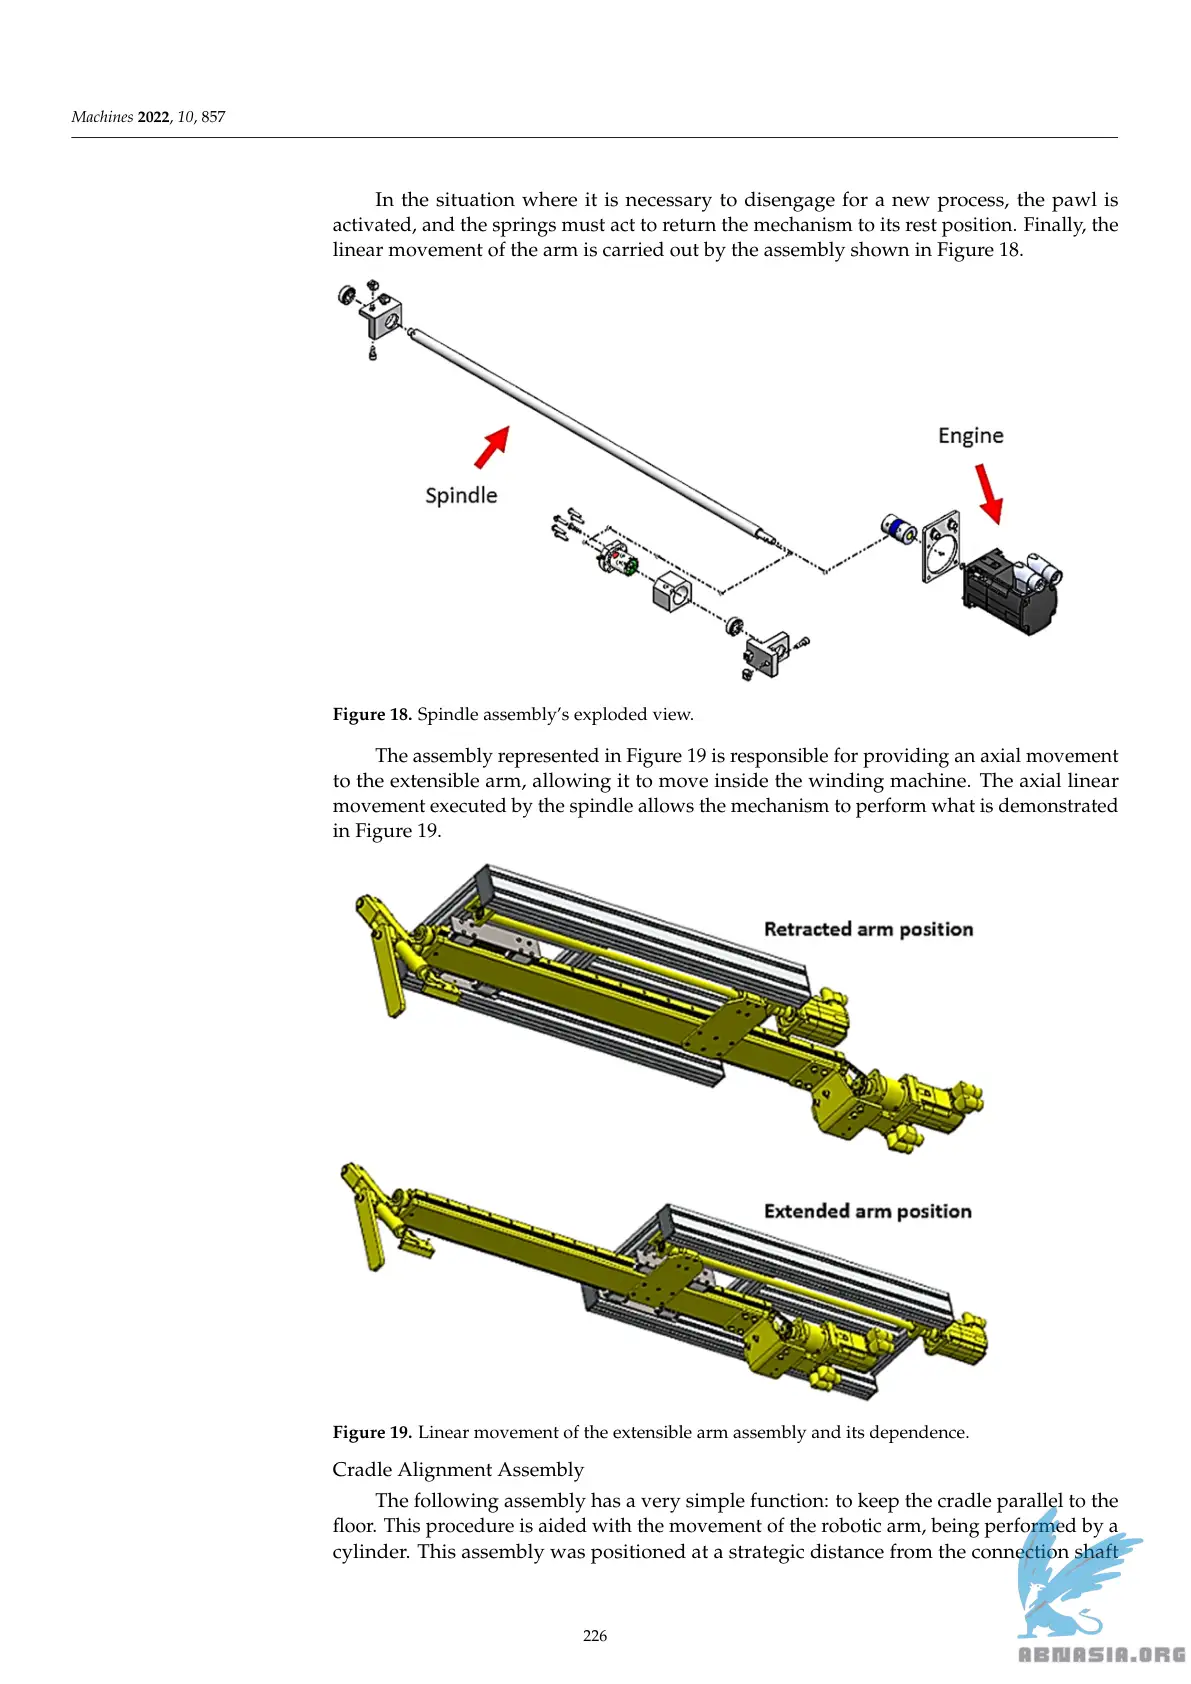 Machines 2022, 10, 857
In the situation where it is necessary to disengage for a new process, the pawl is
activated, and the springs must act to return the mechanism to its rest position. Finally, the
linear movement of the arm is carried out by the assembly shown in Figure 18.
Engine
Spindle
Figure 18. Spindle assembly’s exploded view.
The assembly represented in Figure 19 is responsible for providing an axial movement
to the extensible arm, allowing it to move inside the winding machine. The axial linear
movement executed by the spindle allows the mechanism to perform what is demonstrated
in Figure 19.
Retracted arm position
Extended arm position
Figure 19. Linear movement of the extensible arm assembly and its dependence.
Cradle Alignment Assembly
The following assembly has a very simple function: to keep the cradle parallel to the
floor. This procedure is aided with the movement of the robotic arm, being performed by a
cylinder. This assembly was positioned at a strategic distance from the connection shaft
226
ABNASIA.ORG